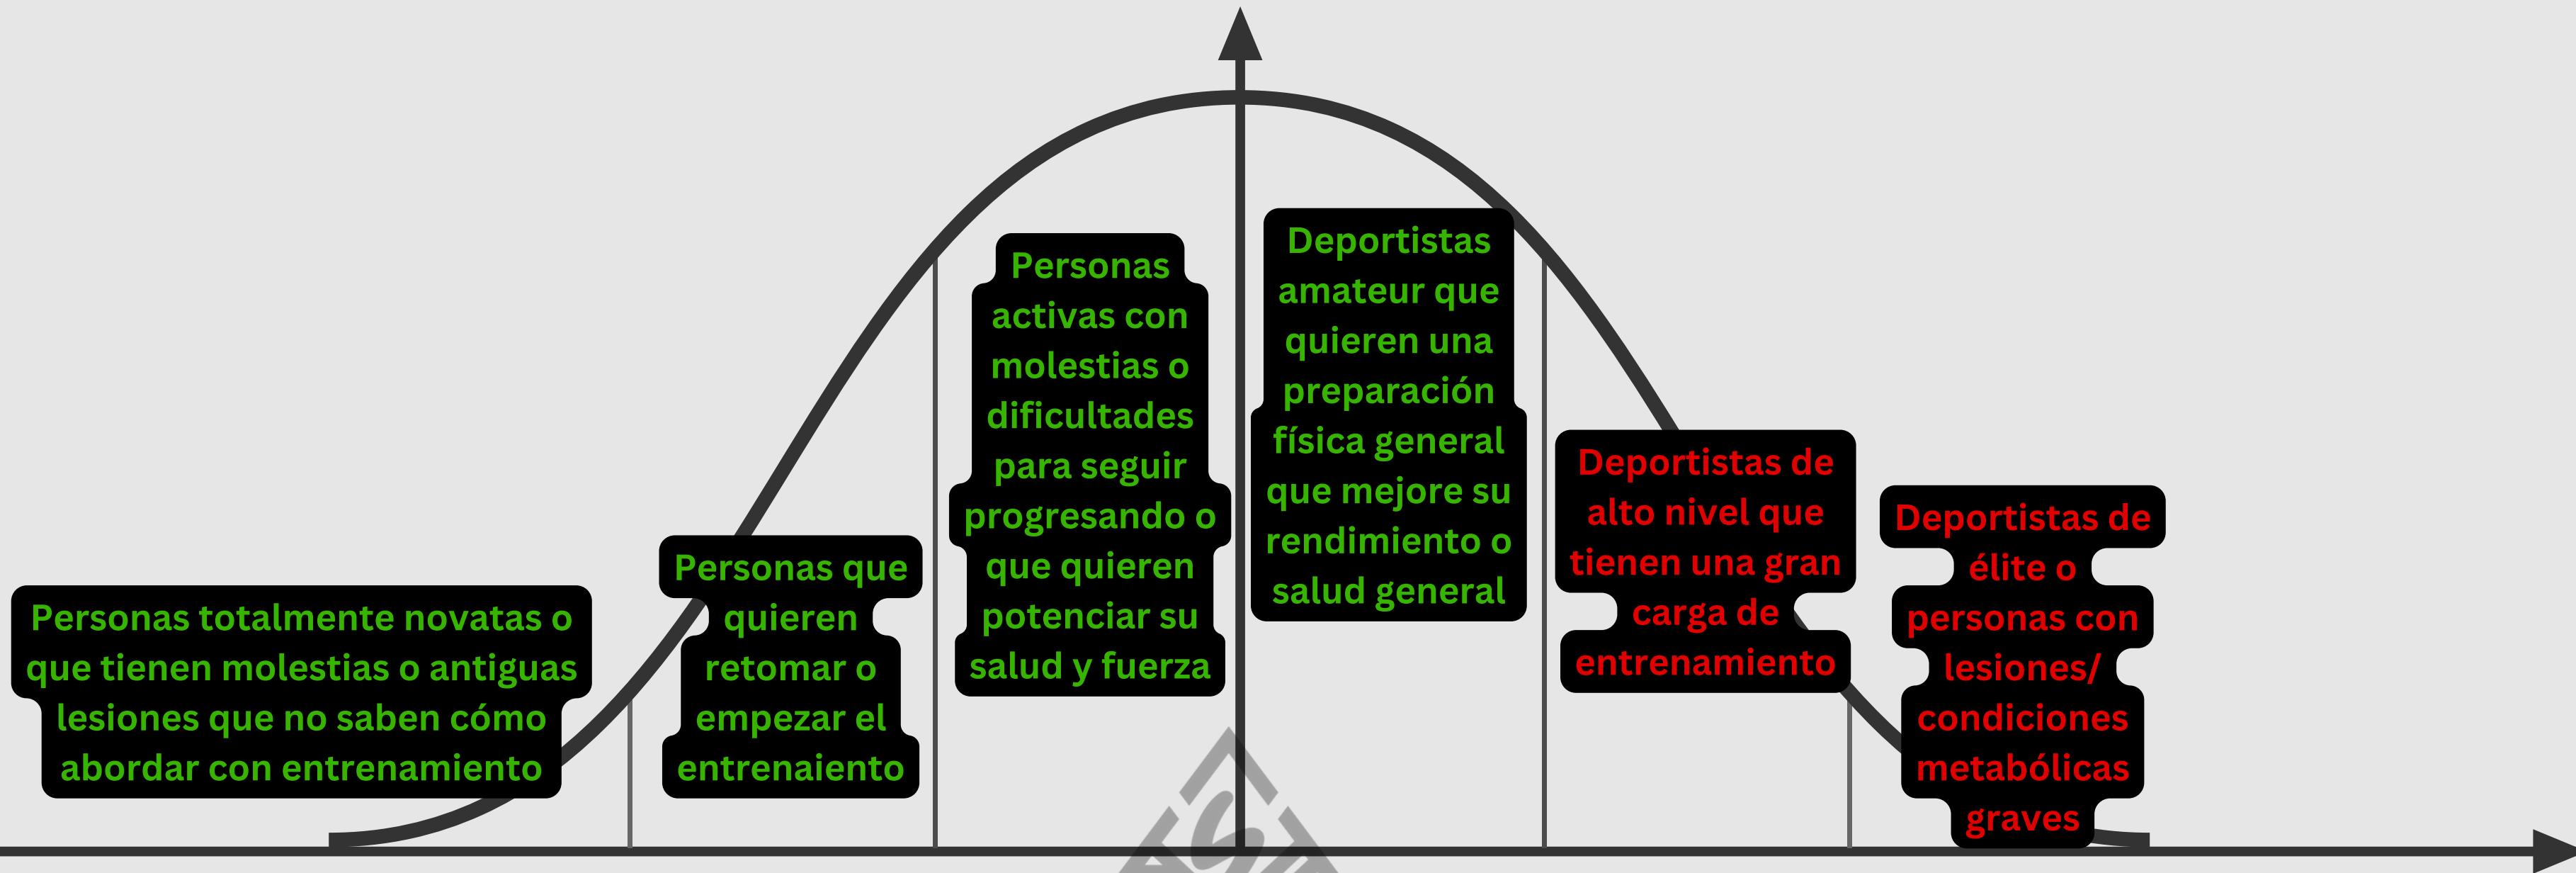 Personas totalmente novatas o
que tienen molestias o antiguas
lesiones que no saben cómo
abordar con entrenamiento
Personas que
quieren
retomar o
empezar el
entrenaiento
Personas
activas con
molestias o
dificultades
para seguir
progresando o
que quieren
potenciar su
salud y fuerza
Deportistas
amateur que
quieren una
preparación
física general
que mejore su
rendimiento o
salud general
Deportistas de
alto nivel que
tienen una gran
carga de
entrenamiento
Deportistas de
élite o
personas con
lesiones/
condiciones
metabólicas
graves